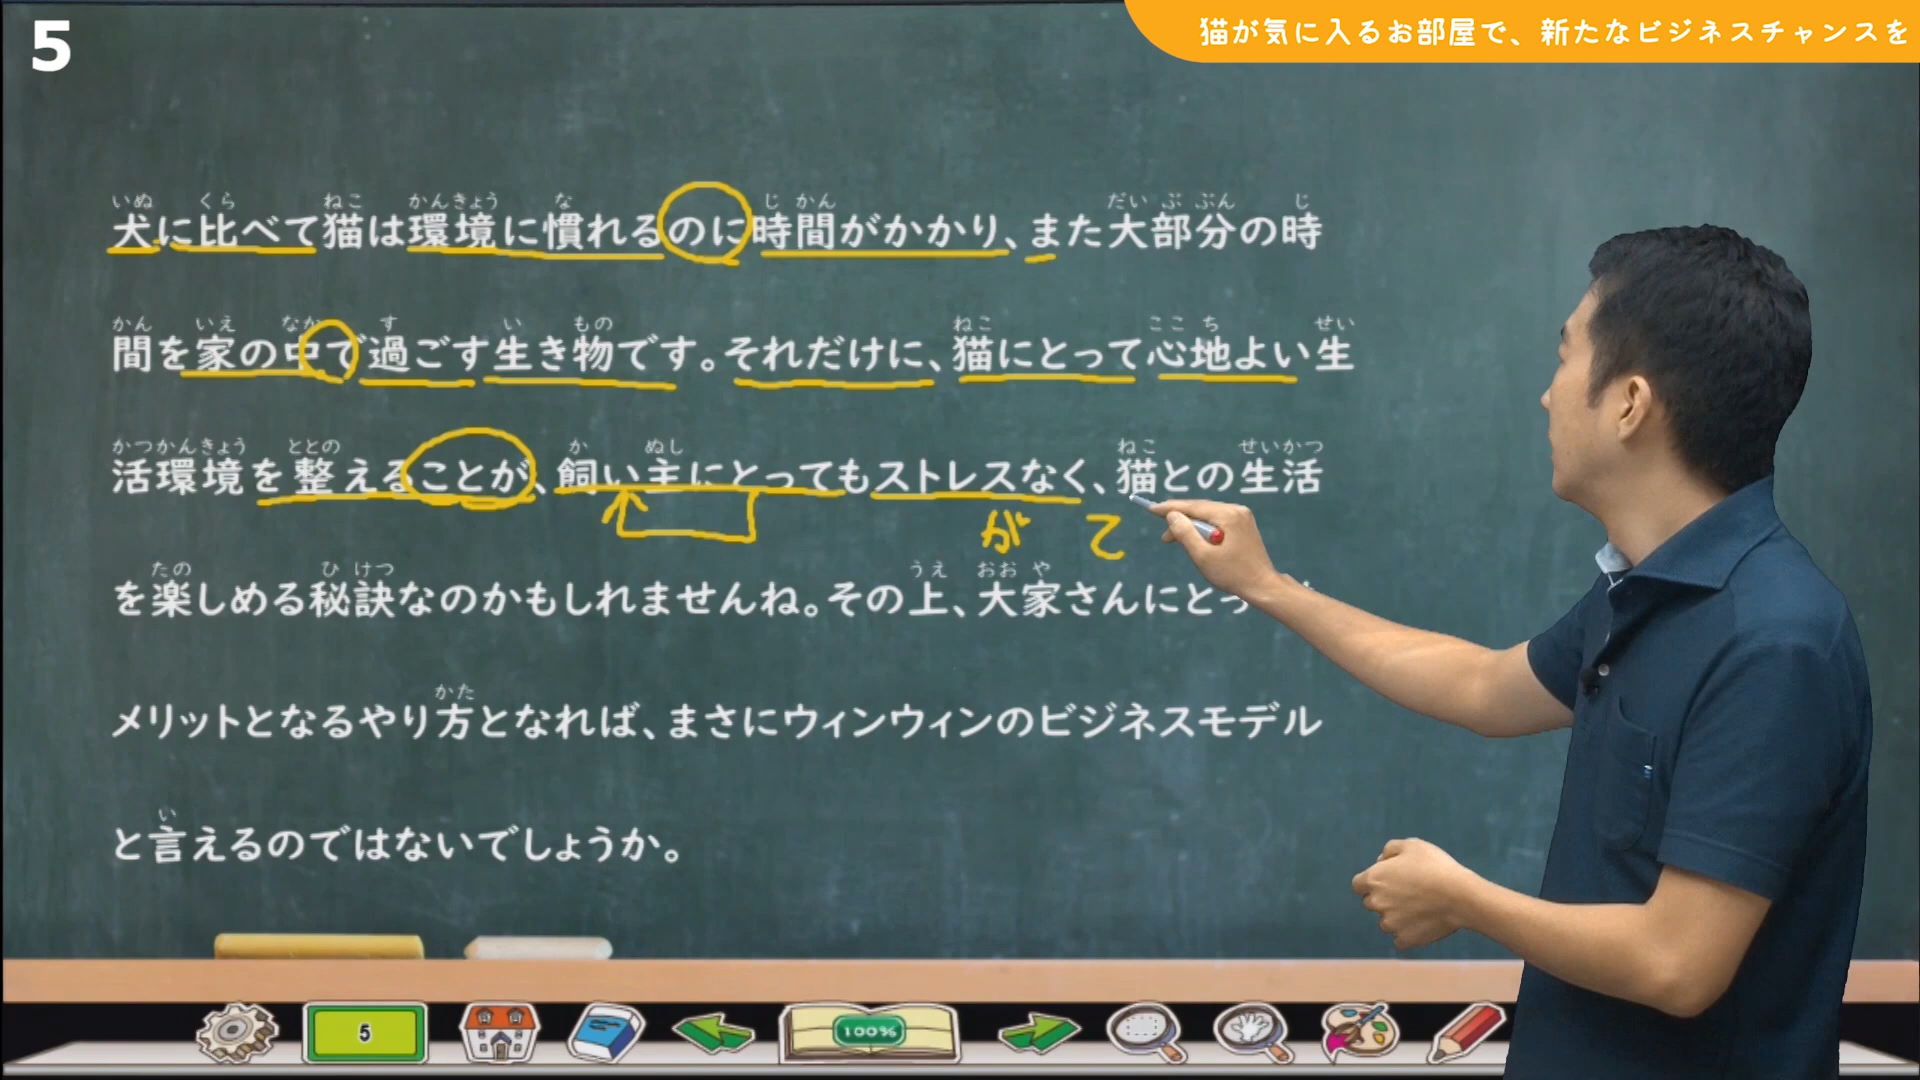 5
猫が気に入るお部屋で、新たなビジネスチャンスを
いぬ くら ねこ かんきょう な じ かん だい ぶ ぶん じ
犬に比べて猫は環境に慣れるのに時間がかかり、また大部分の時
かん いえ なか す い もの ねこ ここ ち せい
間を家の中で過ごす生き物です。それだけに、猫にとって心地よい生
かつかんきょう ととの か ぬし ねこ せいかつ
活環境を整えることが、飼い主にとってもストレスなく、猫との生活
が て
たの ひ けつ うえ おお や
を楽しめる秘訣なのかもしれませんね。その上、大家さんにとっ
かた
メリットとなるやり方となれば、まさにウィンウィンのビジネスモデル
い
と言えるのではないでしょうか。
5
100%